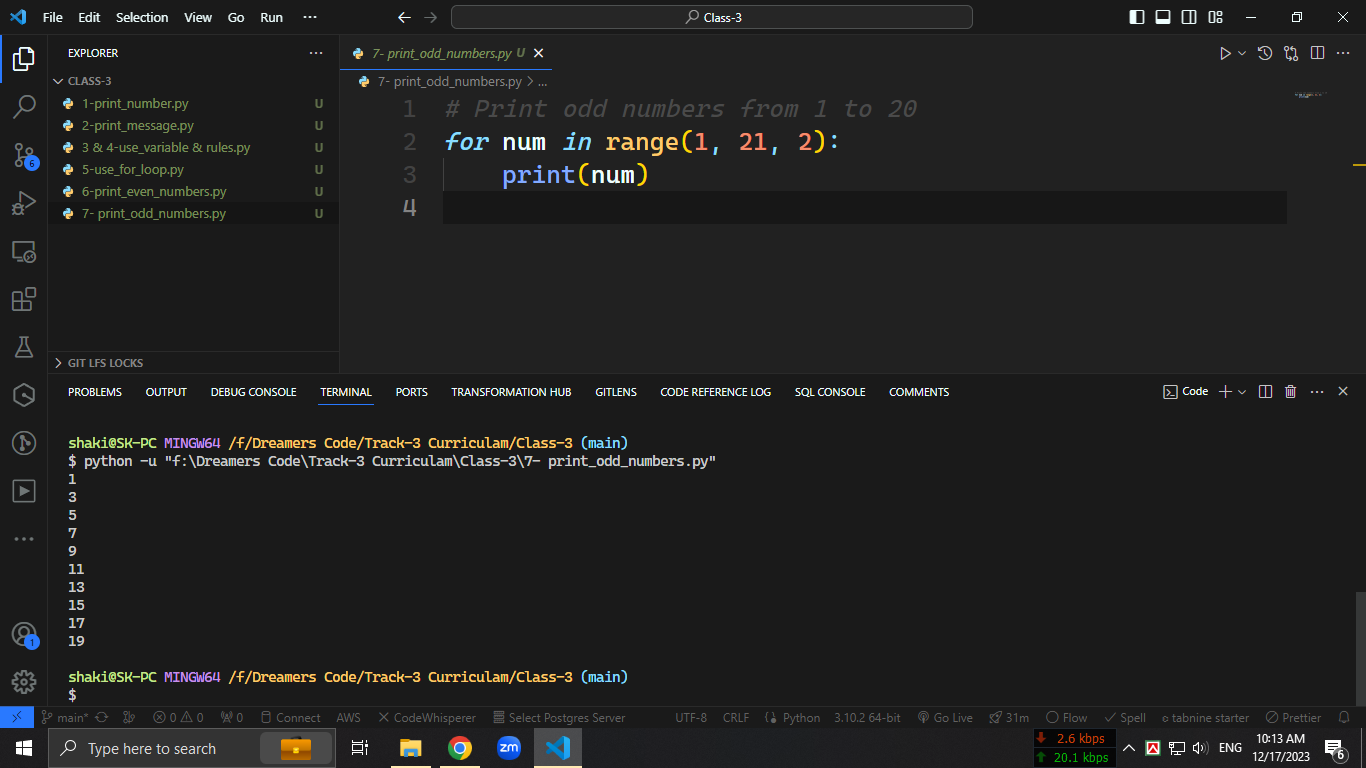 File Edit Selection View Go Run ··· Class-3
EXPLORER ···
CLASS-3
1-print_number.py U
2-print_message.py U
3 & 4-use_variable & rules.py U
5-use_for_loop.py U
6-print_even_numbers.py U
7- print_odd_numbers.py U
GIT LFS LOCKS
6
1
7- print_odd_numbers.py U
7- print_odd_numbers.py > ...
1 # Print odd numbers from 1 to 20
2 for num in range(1, 21, 2):
3 print(num)
4
PROBLEMS OUTPUT DEBUG CONSOLE TERMINAL PORTS TRANSFORMATION HUB GITLENS CODE REFERENCE LOG SQL CONSOLE COMMENTS Code
shaki@SK-PC MINGW64 /f/Dreamers Code/Track-3 Curriculam/Class-3 (main)
$ python -u "f:\Dreamers Code\Track-3 Curriculam\Class-3\7- print_odd_numbers.py"
1
3
5
7
9
11
13
15
17
19
shaki@SK-PC MINGW64 /f/Dreamers Code/Track-3 Curriculam/Class-3 (main)
$
main* 0 0 0 Connect AWS CodeWhisperer Select Postgres Server UTF-8 CRLF Python 3.10.2 64-bit Go Live 31m Flow Spell tabnine starter Prettier
Type here to search zm 2.6 kbps ENG 10:13 AM
20.1 kbps 12/17/2023 6